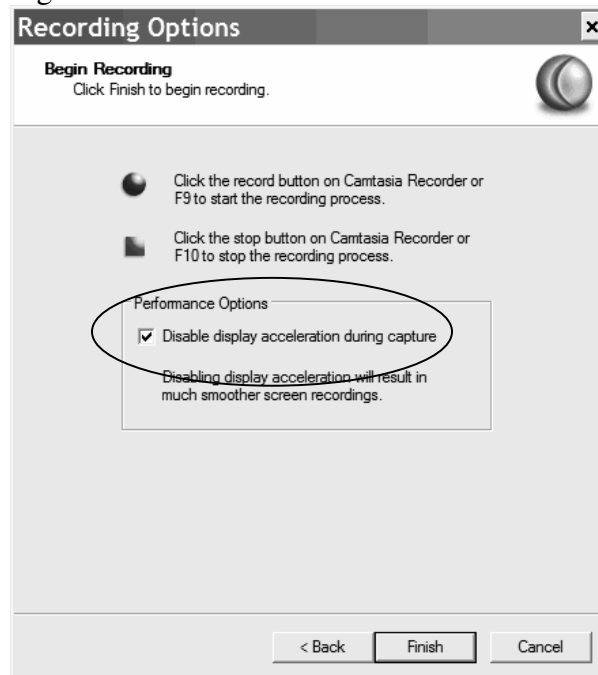 Recording Options
Begin Recording
Click Finish to begin recording.
Click the record button on Camtasia Recorder or
F9 to start the recording process.
Click the stop button on Camtasia Recorder or
F10 to stop the recording process.
Performance Options
Disable display acceleration during capture
Disabling display acceleration will result in
much smoother screen recordings.
< Back Finish Cancel